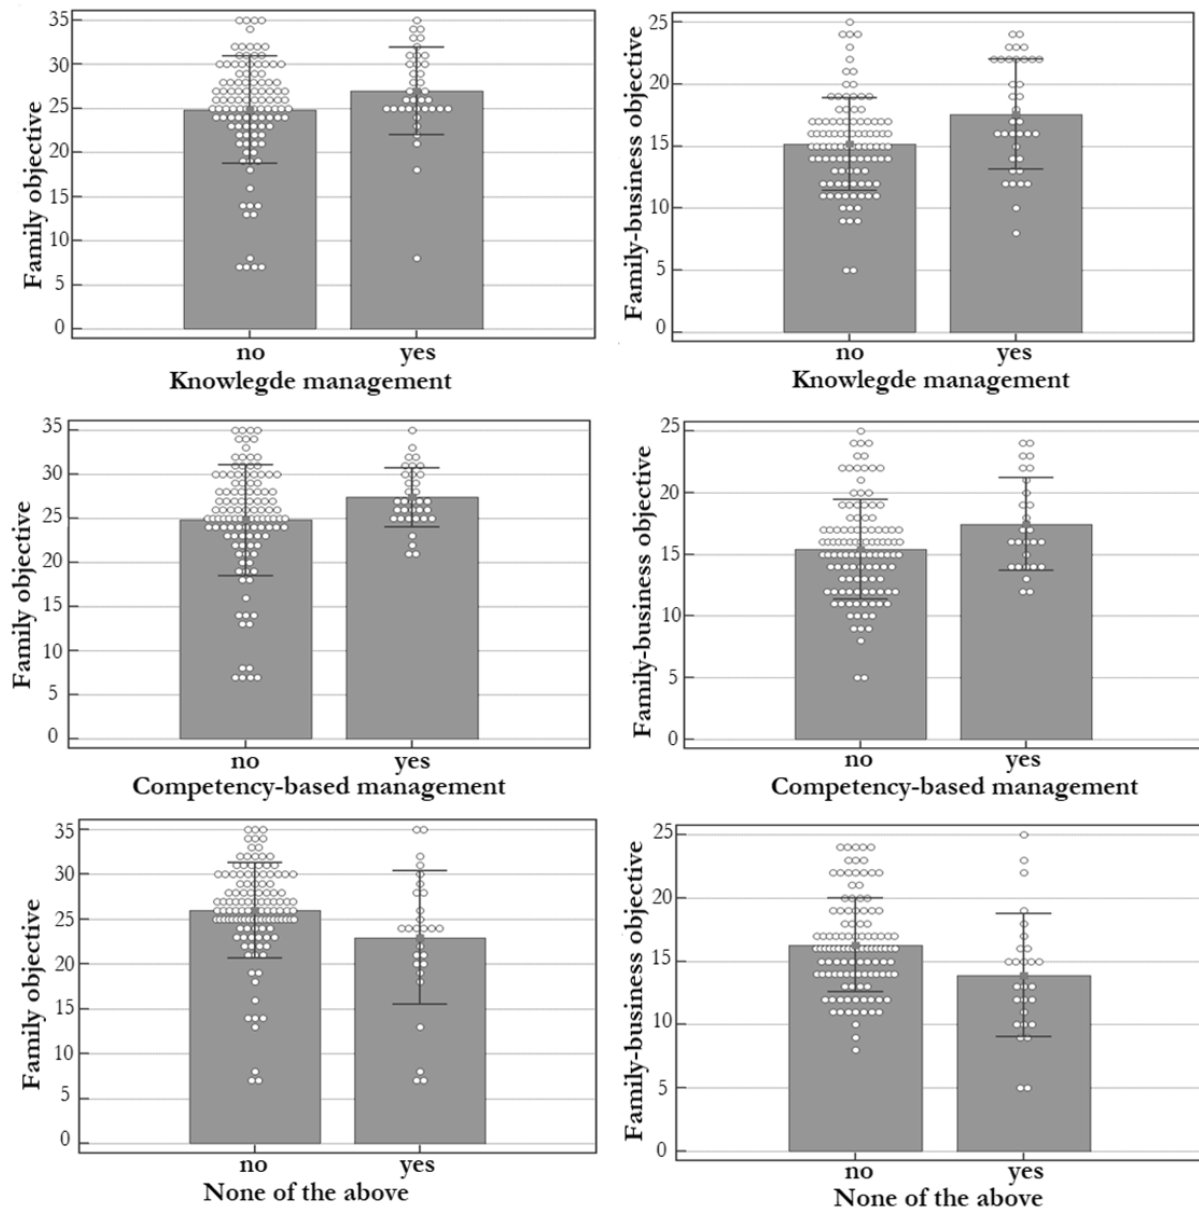 Family objective
35
30
25
20
15
10
5
0
no yes
Knowlegde management
Family-business objective
25
20
15
10
5
0
no yes
Knowlegde management
Family objective
35
30
25
20
15
10
5
0
no yes
Competency-based management
Family-business objective
25
20
15
10
5
0
no yes
Competency-based management
Family objective
35
30
25
20
15
10
5
0
no yes
None of the above
Family-business objective
25
20
15
10
5
0
no yes
None of the above